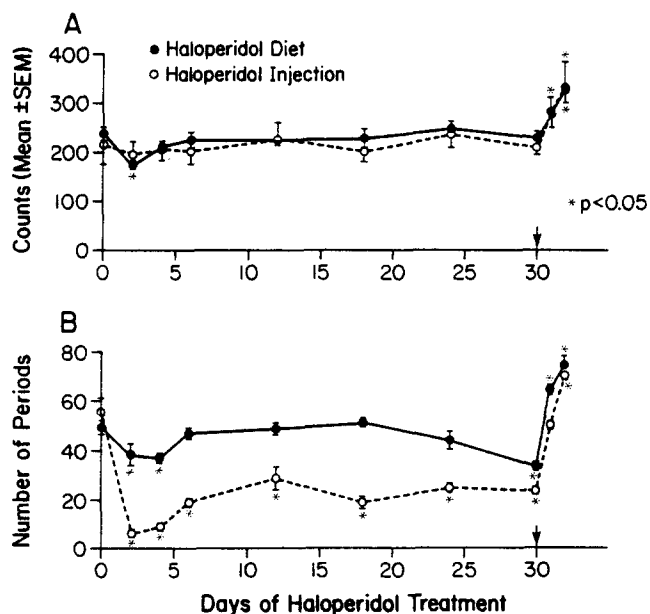 A
● Haloperidol Diet
○ Haloperidol Injection
Counts (Mean ±SEM)
400
300
200
100
0
* p<0.05
0 5 10 15 20 25 30
B
Number of Periods
80
60
40
20
0
0 5 10 15 20 25 30
Days of Haloperidol Treatment